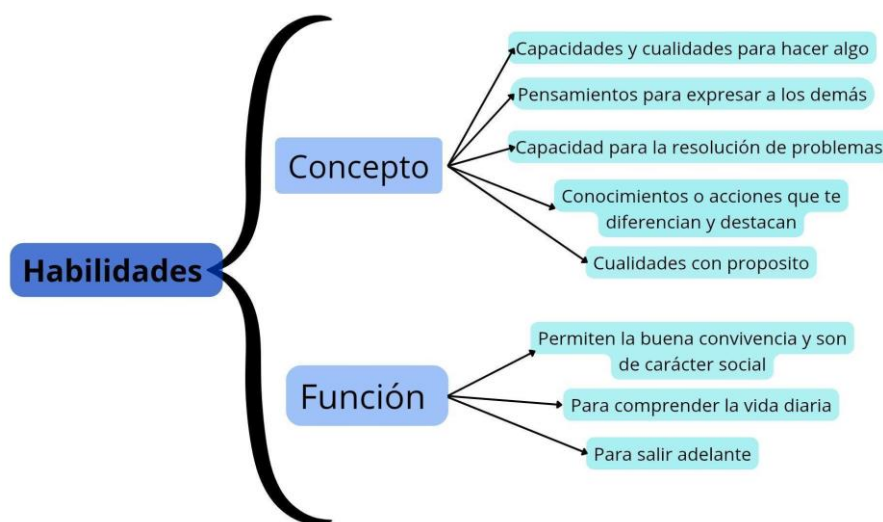 Habilidades
Concepto
Capacidades y cualidades para hacer algo
Pensamientos para expresar a los demás
Capacidad para la resolución de problemas
Conocimientos o acciones que te
diferencian y destacan
Cualidades con proposito
Función
Permiten la buena convivencia y son
de carácter social
Para comprender la vida diaria
Para salir adelante